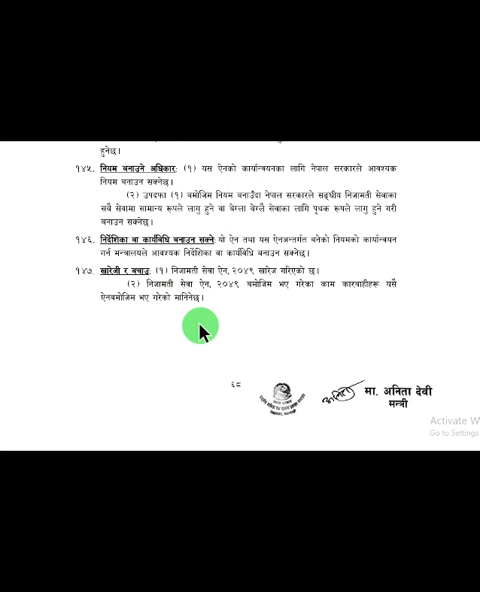 हुनेछ।
१४५. नियम बनाउने अधिकारः (१) यस ऐनको कार्यान्वयनका लागि नेपाल सरकारले आवश्यक
नियम बनाउन सक्नेछ।
(२) उपदफा (१) बमोजिम नियम बनाउँदा नेपाल सरकारले सङ्घीय निजामती सेवाका
सबै सेवामा सामान्य रूपले लागु हुने वा बेग्ला बेग्लै सेवाका लागि पृथक रूपले लागु हुने गरी
बनाउन सक्नेछ।
१४६. निर्देशिका वा कार्यविधि बनाउन सक्नेः यो ऐन तथा यस ऐनअन्तर्गत बनेको नियमको कार्यान्वयन
गर्न मन्त्रालयले आवश्यक निर्देशिका वा कार्यविधि बनाउन सक्नेछ।
१४७. खारेजी र बचाउः (१) निजामती सेवा ऐन, २०४९ खारेज गरिएको छ।
(२) निजामती सेवा ऐन, २०४९ बमोजिम भए गरेका काम कारबाहीहरू यसै
ऐनबमोजिम भए गरेको मानिनेछ।
६८
मा. अनिता देवी
मन्त्री
Activate W
Go to Settings